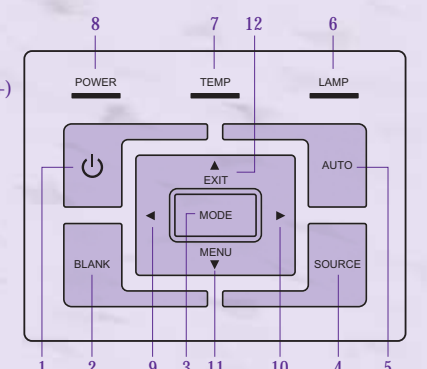 8 7 12 6
-)
POWER TEMP LAMP
AUTO
EXIT
MODE
MENU
BLANK SOURCE
1 2 9 3 11 10 4 5